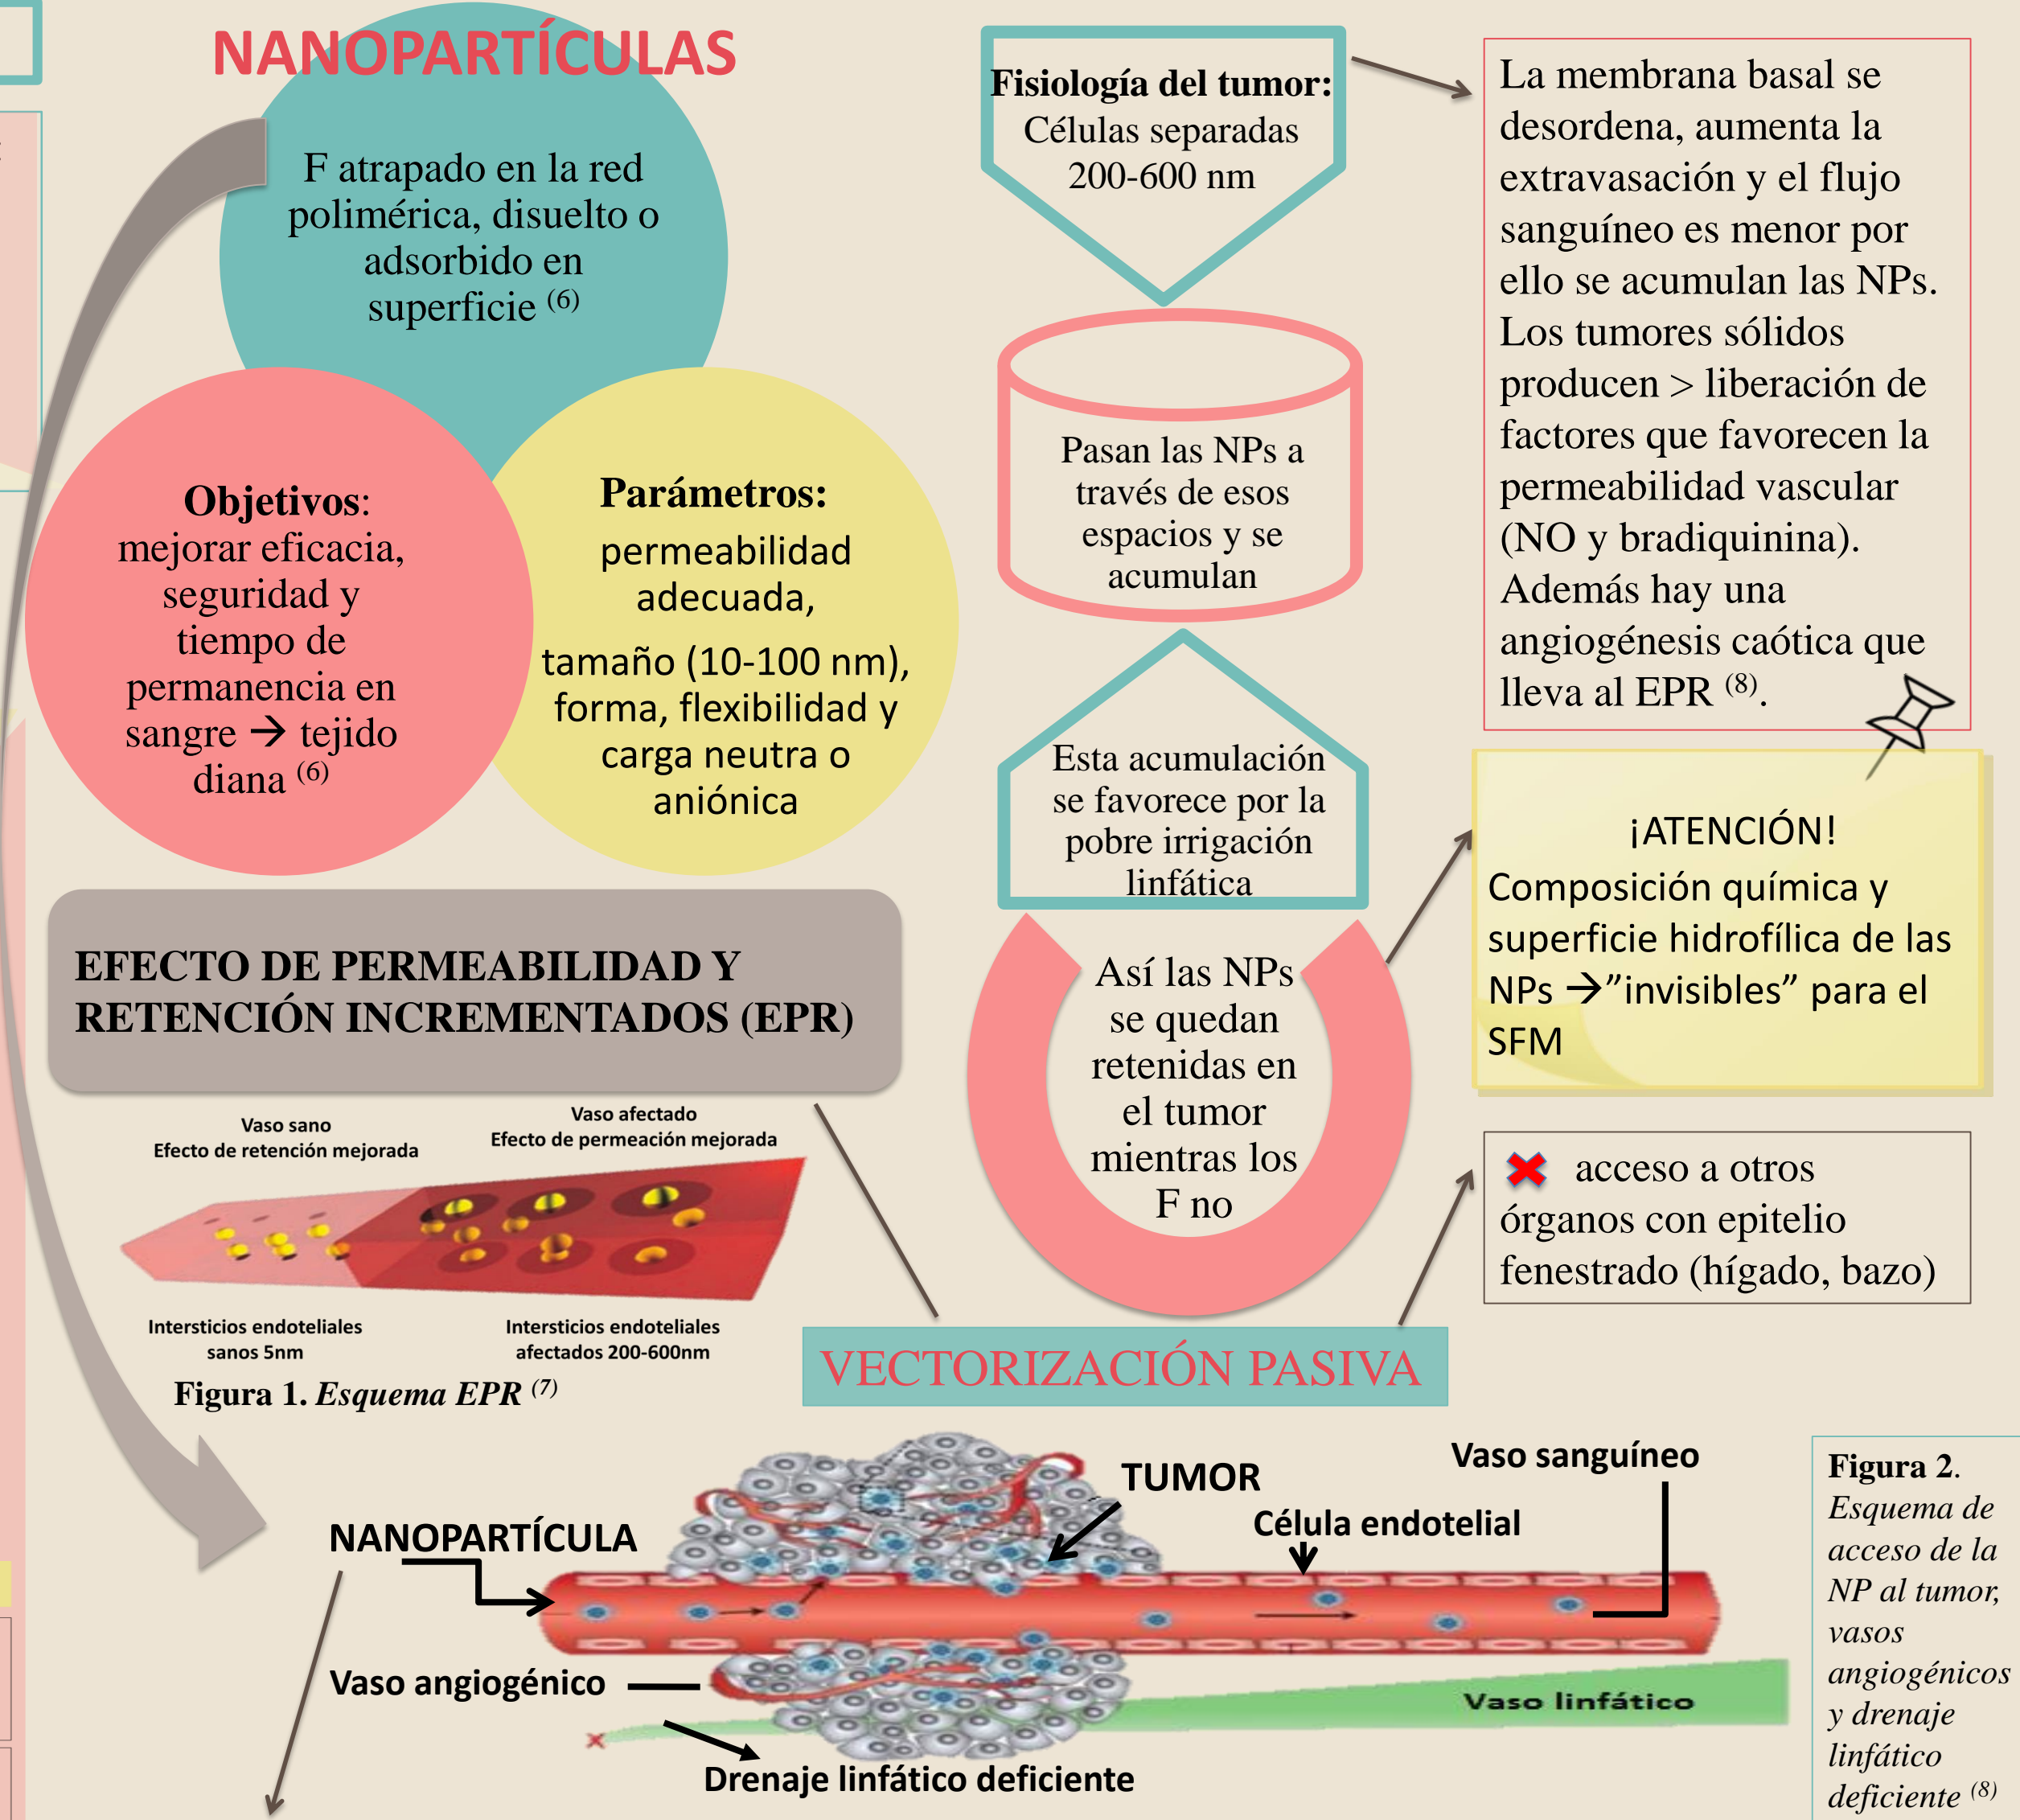 NANOPARTÍCULAS
F atrapado en la red
polimérica, disuelto o
adsorbido en
superficie (6)
Objetivos:
mejorar eficacia,
seguridad y
tiempo de
permanencia en
sangre → tejido
diana (6)
Parámetros:
permeabilidad
adecuada,
tamaño (10-100 nm),
forma, flexibilidad y
carga neutra o
aniónica
Fisiología del tumor:
Células separadas
200-600 nm
Pasan las NPs a
través de esos
espacios y se
acumulan
Esta acumulación
se favorece por la
pobre irrigación
linfática
Así las NPs
se quedan
retenidas en
el tumor
mientras los
F no
La membrana basal se
desordena, aumenta la
extravasación y el flujo
sanguíneo es menor por
ello se acumulan las NPs.
Los tumores sólidos
producen > liberación de
factores que favorecen la
permeabilidad vascular
(NO y bradiquinina).
Además hay una
angiogénesis caótica que
lleva al EPR (8).
¡ATENCIÓN!
Composición química y
superficie hidrofílica de las
NPs →”invisibles” para el
SFM
acceso a otros
órganos con epitelio
fenestrado (hígado, bazo)
EFECTO DE PERMEABILIDAD Y
RETENCIÓN INCREMENTADOS (EPR)
Vaso sano
Efecto de retención mejorada
Vaso afectado
Efecto de permeación mejorada
Intersticios endoteliales
sanos 5nm
Intersticios endoteliales
afectados 200-600nm
Figura 1. Esquema EPR (7)
VECTORIZACIÓN PASIVA
NANOPARTÍCULA
TUMOR
Célula endotelial
Vaso sanguíneo
Vaso angiogénico
Vaso linfático
Drenaje linfático deficiente
Figura 2.
Esquema de
acceso de la
NP al tumor,
vasos
angiogénicos
y drenaje
linfático
deficiente (8)